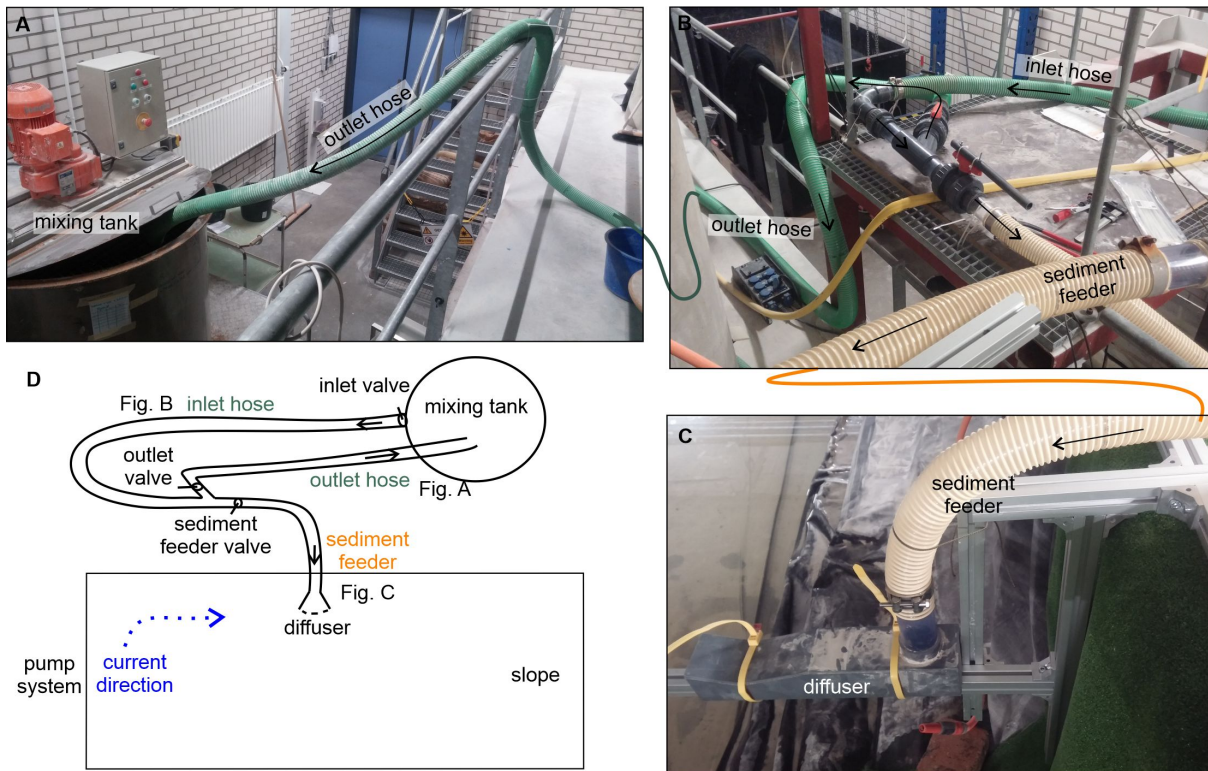 A
outlet hose
mixing tank
B
inlet hose
outlet hose
sediment
feeder
C
sediment
feeder
diffuser
D
inlet valve
Fig. B
inlet hose
mixing tank
outlet
valve
outlet hose
Fig. A
sediment
feeder valve
sediment
feeder
Fig. C
diffuser
pump
system
current
direction
slope